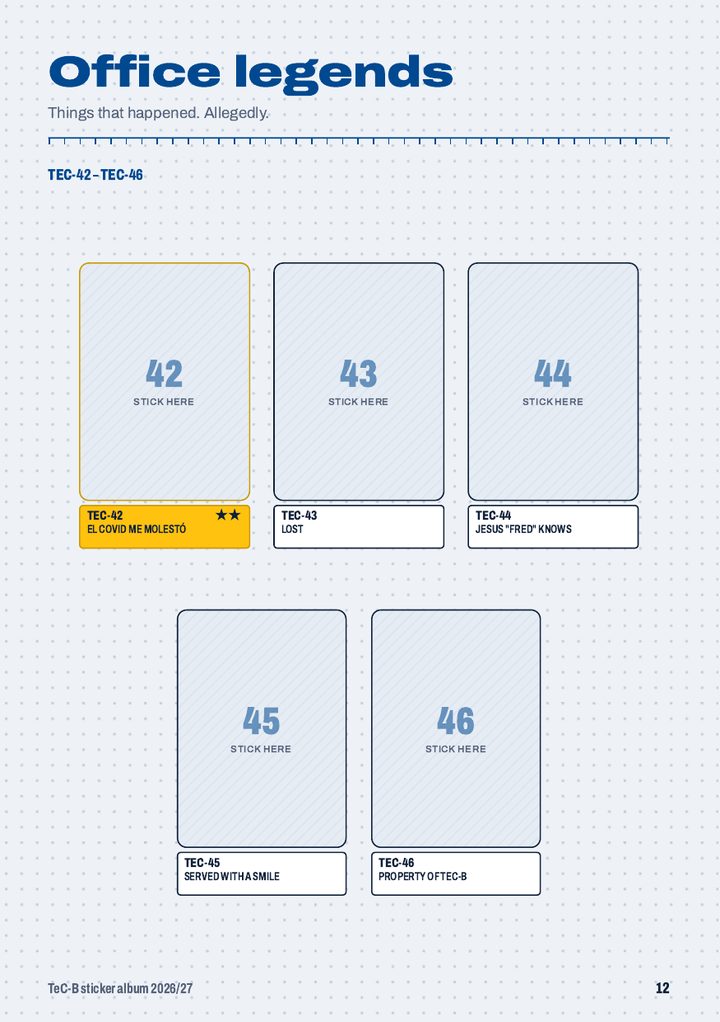 Office legends
Things that happened. Allegedly.
TEC-42–TEC-46
42
STICK HERE
43
STICK HERE
44
STICK HERE
TEC-42 ★★
EL COVID ME MOLESTÓ
TEC-43
LOST
TEC-44
JESUS "FRED" KNOWS
45
STICK HERE
46
STICK HERE
TEC-45
SERVED WITH A SMILE
TEC-46
PROPERTY OF TEC-B
TeC-B sticker album 2026/27
12